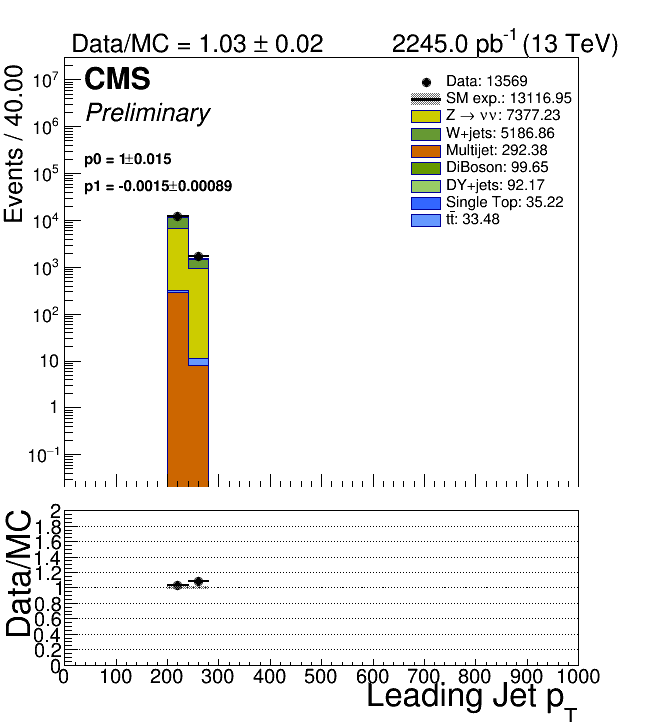 Data/MC = 1.03 ± 0.02 2245.0 pb⁻¹ (13 TeV)
Events / 40.00
CMS
Preliminary
p0 = 1±0.015
p1 = -0.0015±0.00089
Data: 13569
SM exp.: 13116.95
Z → νν: 7377.23
W+jets: 5186.86
Multijet: 292.38
DiBoson: 99.65
DY+jets: 92.17
Single Top: 35.22
tt̄: 33.48
10⁷
10⁶
10⁵
10⁴
10³
10²
10
1
10⁻¹
Data/MC
2
1.8
1.6
1.4
1.2
1
0.8
0.6
0.4
0.2
0
0 100 200 300 400 500 600 700 800 900 1000
Leading Jet p_T